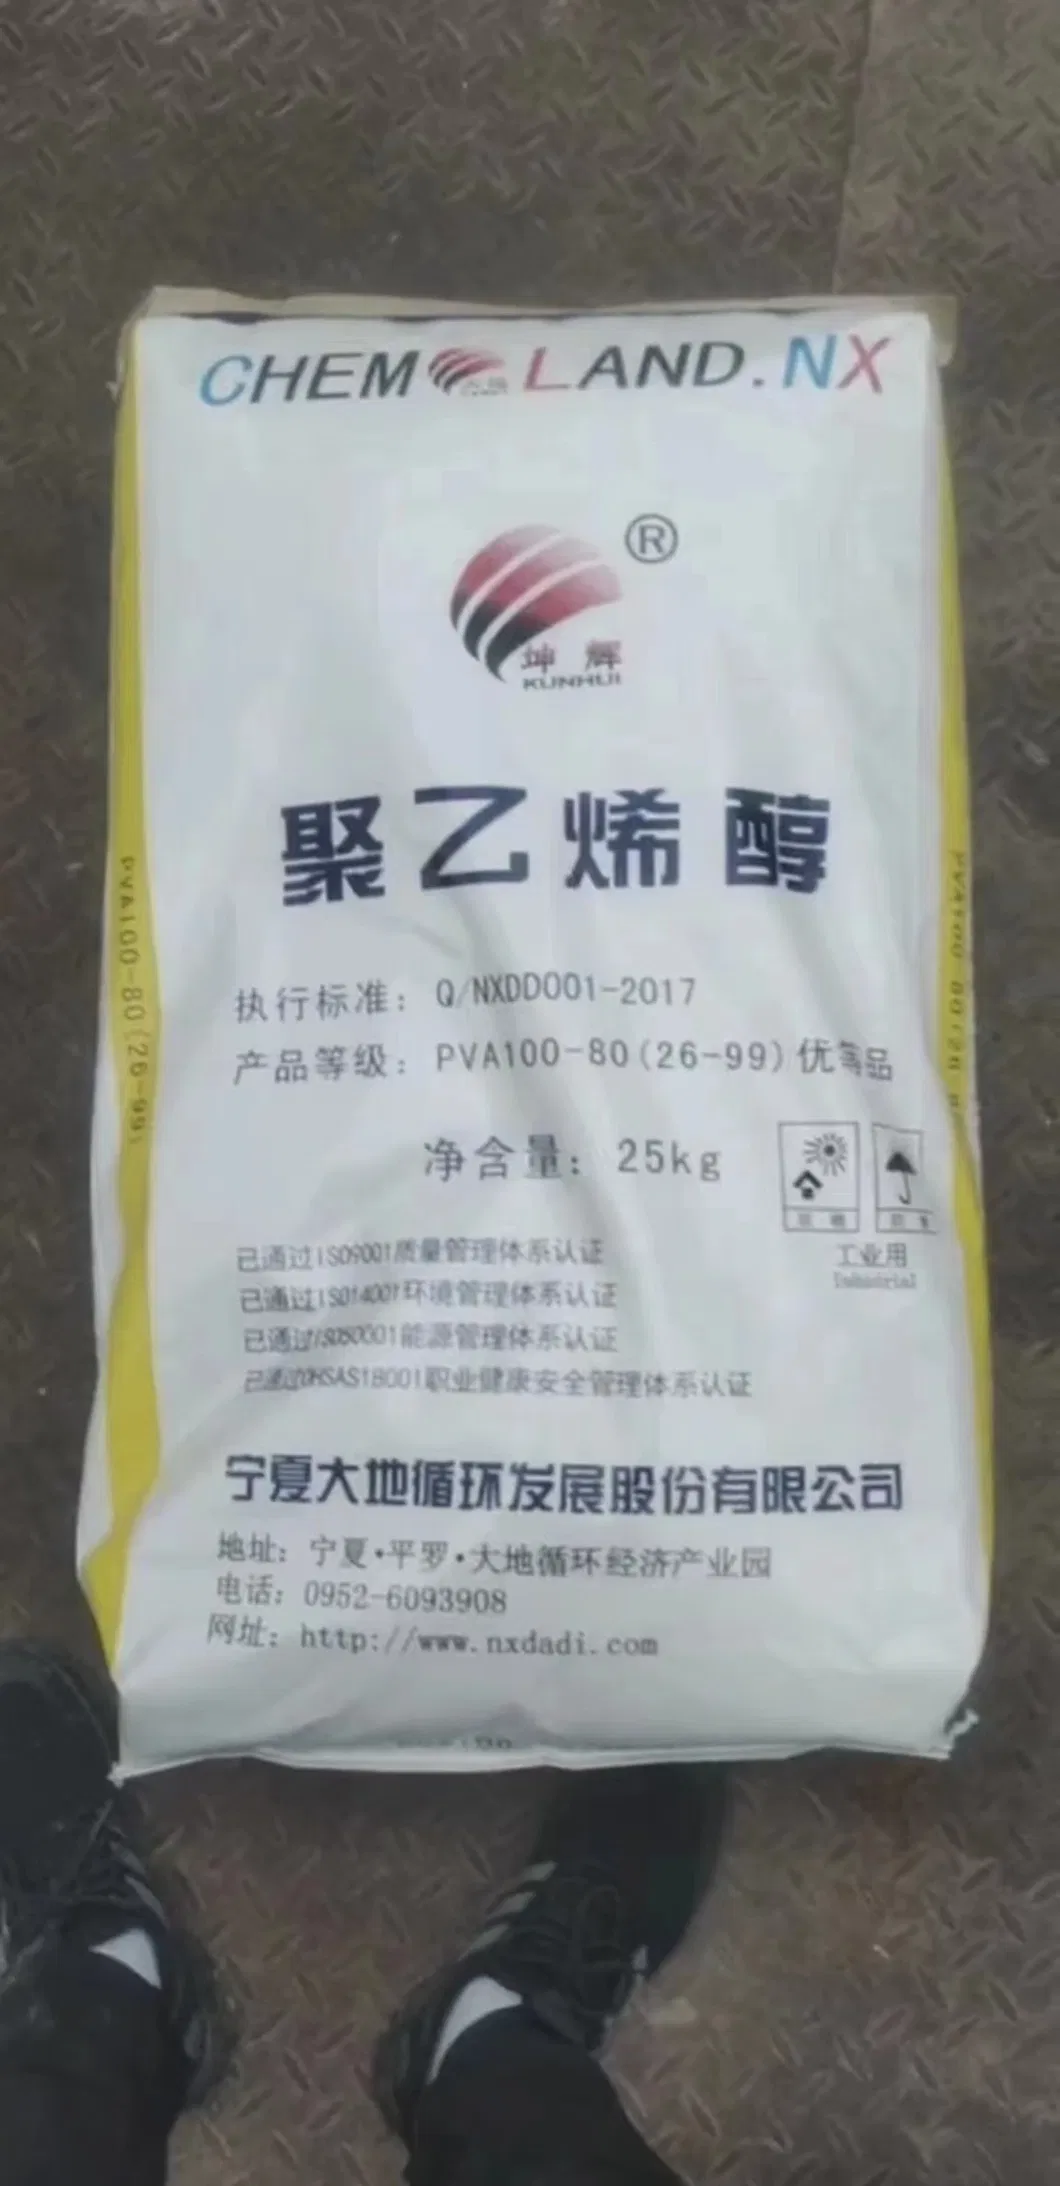 CHEM LAND.NX
®
坤辉
KUNHUI
聚乙烯醇
执行标准：Q/NXDD001-2017
产品等级：PVA100-80(26-99)优等品
净含量：25kg
工业用
Industrial
已通过ISO9001质量管理体系认证
已通过ISO14001环境管理体系认证
已通过ISO50001能源管理体系认证
已通过OHSAS18001职业健康安全管理体系认证
宁夏大地循环发展股份有限公司
地址：宁夏·平罗·大地循环经济产业园
电话：0952-6093908
网址：http://www.nxdadi.com
PVA100-80(26-99)
PVA100-80(26-99)